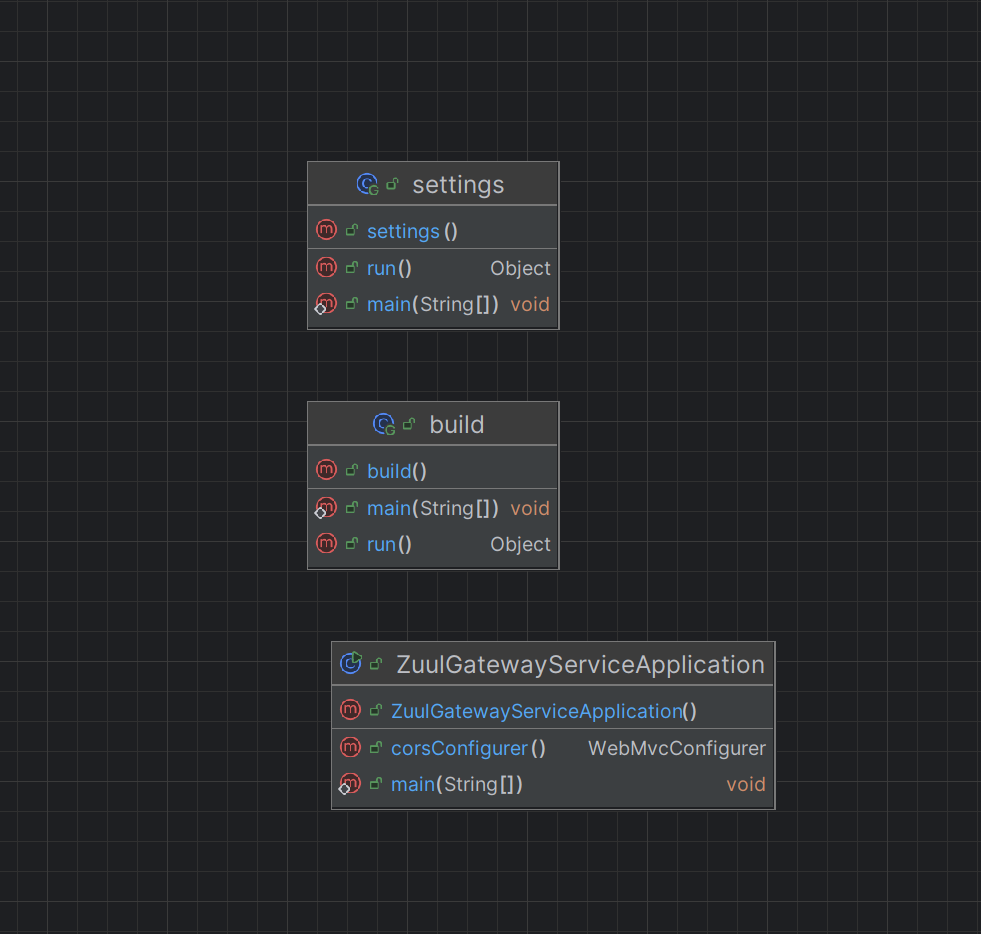 settings
settings()
run() Object
main(String[]) void
build
build()
main(String[]) void
run() Object
ZuulGatewayServiceApplication
ZuulGatewayServiceApplication()
corsConfigurer() WebMvcConfigurer
main(String[]) void